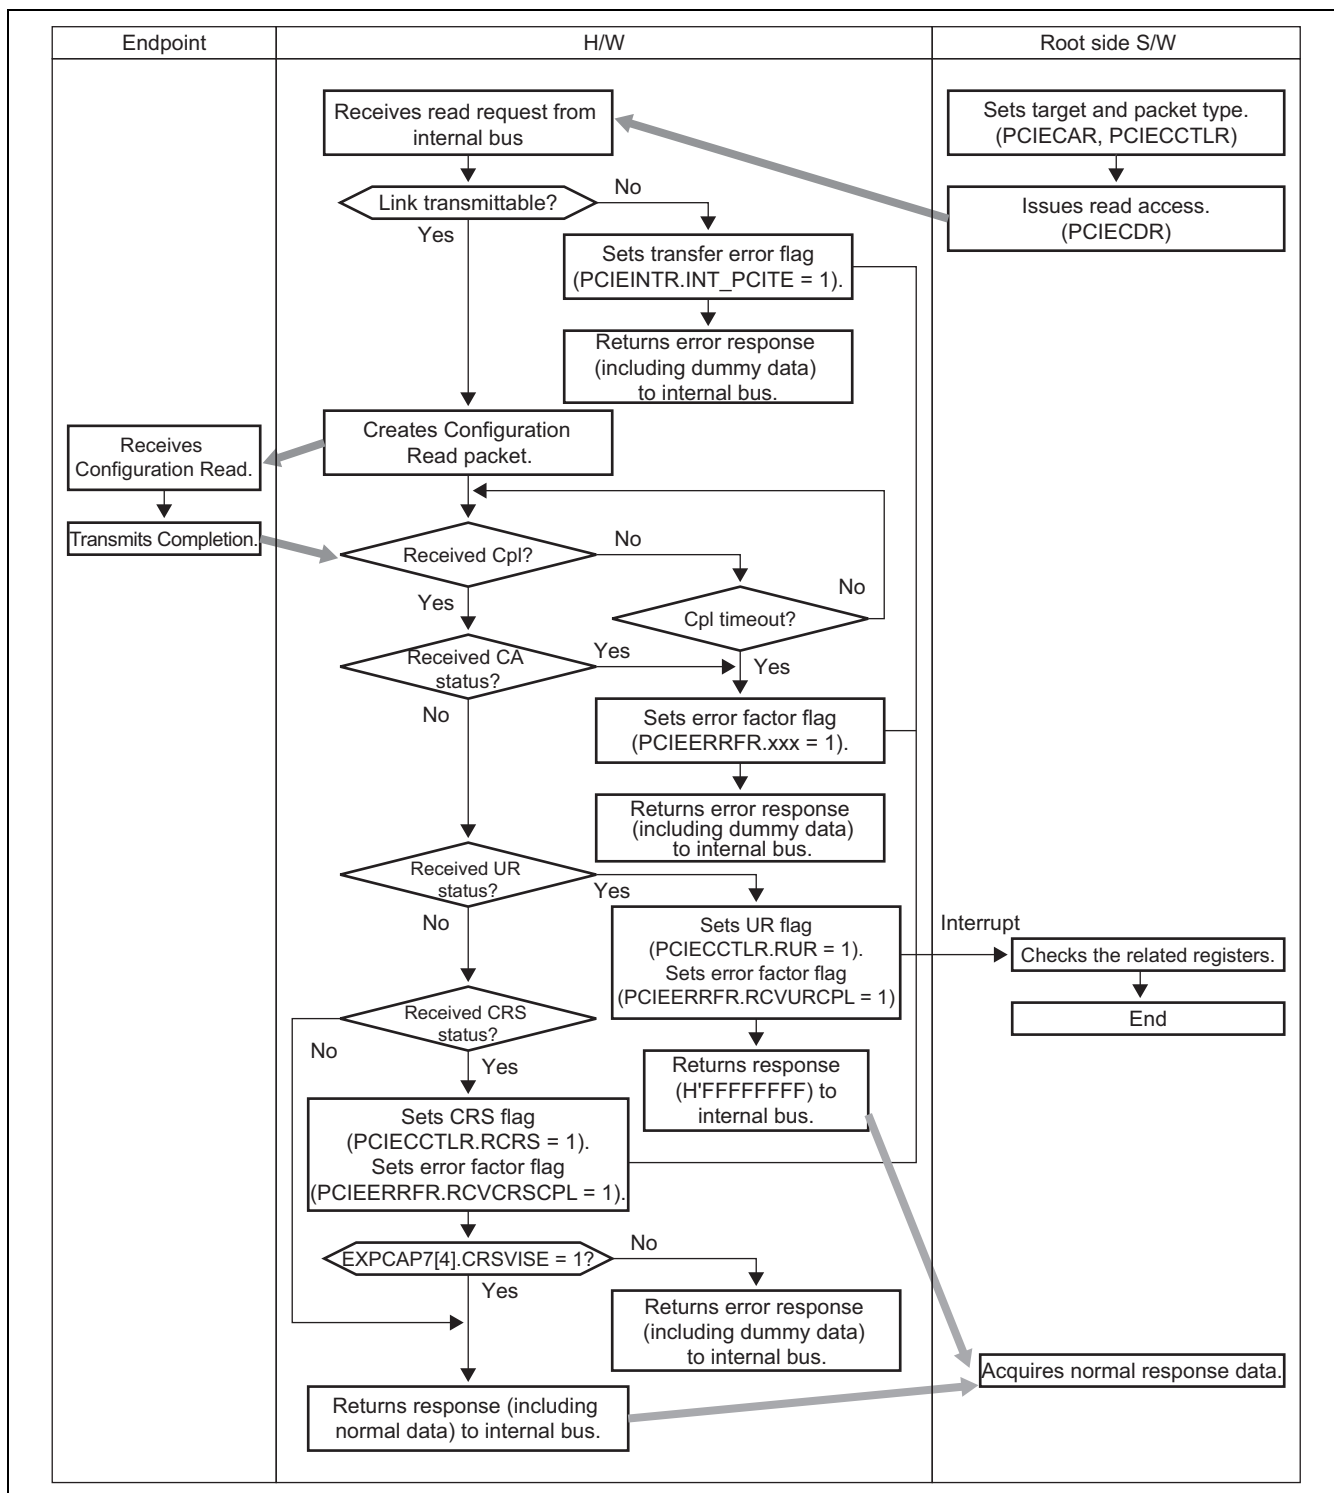 Endpoint
H/W
Root side S/W
Receives read request from
internal bus
Sets target and packet type.
(PCIECAR, PCIECCTLR)
Link transmittable?
No
Yes
Issues read access.
(PCIECDR)
Sets transfer error flag
(PCIEINTR.INT_PCITE = 1).
Returns error response
(including dummy data)
to internal bus.
Creates Configuration
Read packet.
Receives
Configuration Read.
Transmits Completion.
Received Cpl?
No
Yes
Cpl timeout?
No
Yes
Received CA
status?
Yes
No
Sets error factor flag
(PCIEERRFR.xxx = 1).
Returns error response
(including dummy data)
to internal bus.
Received UR
status?
Yes
No
Sets UR flag
(PCIECCTLR.RUR = 1).
Sets error factor flag
(PCIEERRFR.RCVURCPL = 1)
Interrupt
Checks the related registers.
End
Received CRS
status?
No
Yes
Returns response
(H'FFFFFFFF) to
internal bus.
Sets CRS flag
(PCIECCTLR.RCRS = 1).
Sets error factor flag
(PCIEERRFR.RCVCRSCPL = 1).
EXPCAP7[4].CRSVISE = 1?
No
Yes
Returns error response
(including dummy data)
to internal bus.
Acquires normal response data.
Returns response (including
normal data) to internal bus.